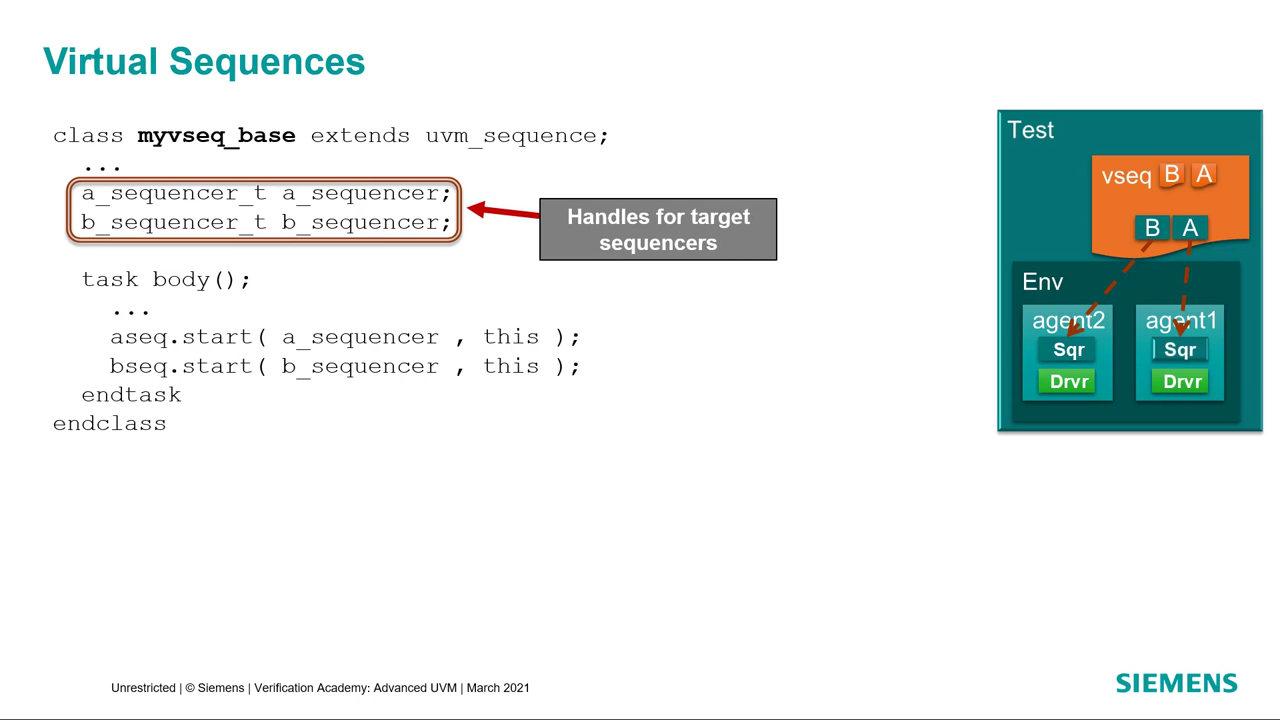 Virtual Sequences
class myvseq_base extends uvm_sequence;
...
a_sequencer_t a_sequencer;
b_sequencer_t b_sequencer;
Handles for target
sequencers
task body();
...
aseq.start( a_sequencer , this );
bseq.start( b_sequencer , this );
endtask
endclass
Test
vseq B A
B A
Env
agent2 agent1
Sqr Sqr
Drvr Drvr
Unrestricted | © Siemens | Verification Academy: Advanced UVM | March 2021
SIEMENS